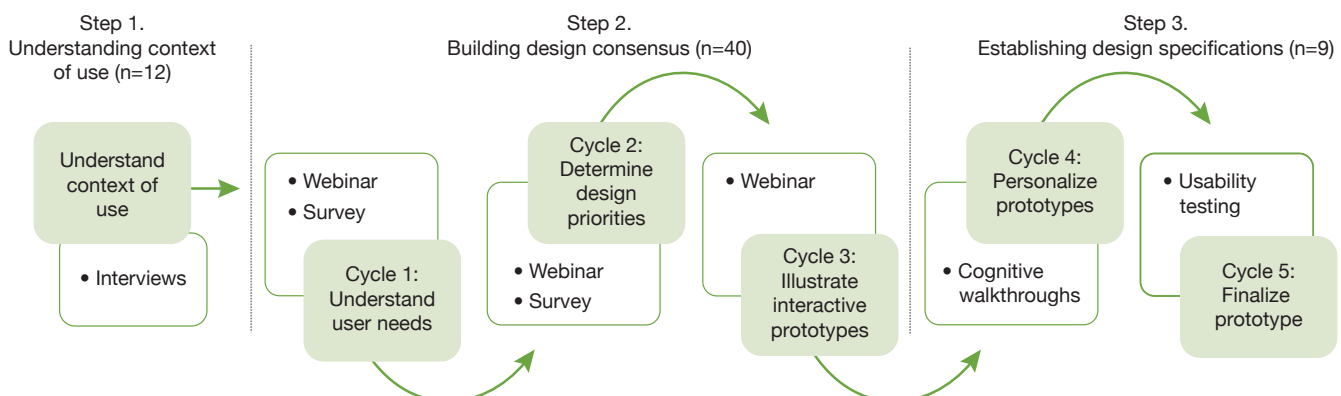 Step 1.
Understanding context
of use (n=12)
Understand
context of
use
• Interviews
Step 2.
Building design consensus (n=40)
• Webinar
• Survey
Cycle 1:
Understand
user needs
Cycle 2:
Determine
design
priorities
• Webinar
• Survey
• Webinar
Cycle 3:
Illustrate
interactive
prototypes
Step 3.
Establishing design specifications (n=9)
Cycle 4:
Personalize
prototypes
• Cognitive
walkthroughs
• Usability
testing
Cycle 5:
Finalize
prototype